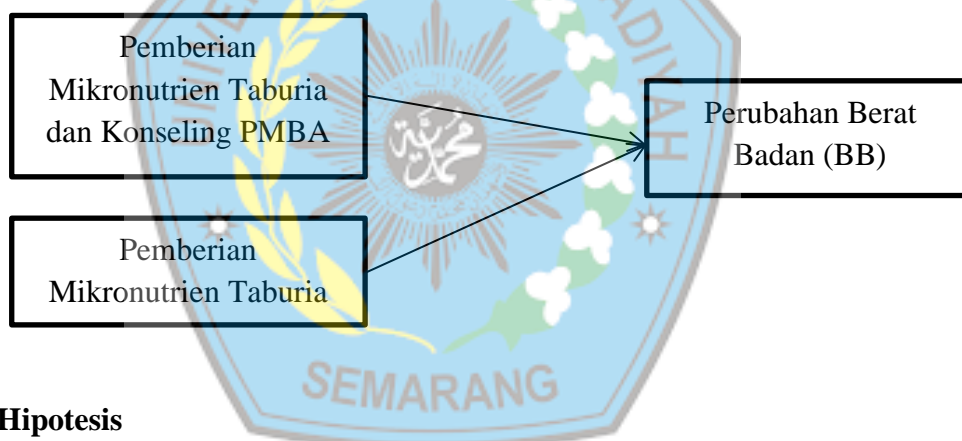 Pemberian
Mikronutrien Taburia
dan Konseling PMBA
Perubahan Berat
Badan (BB)
Pemberian
Mikronutrien Taburia
SEMARANG
Hipotesis